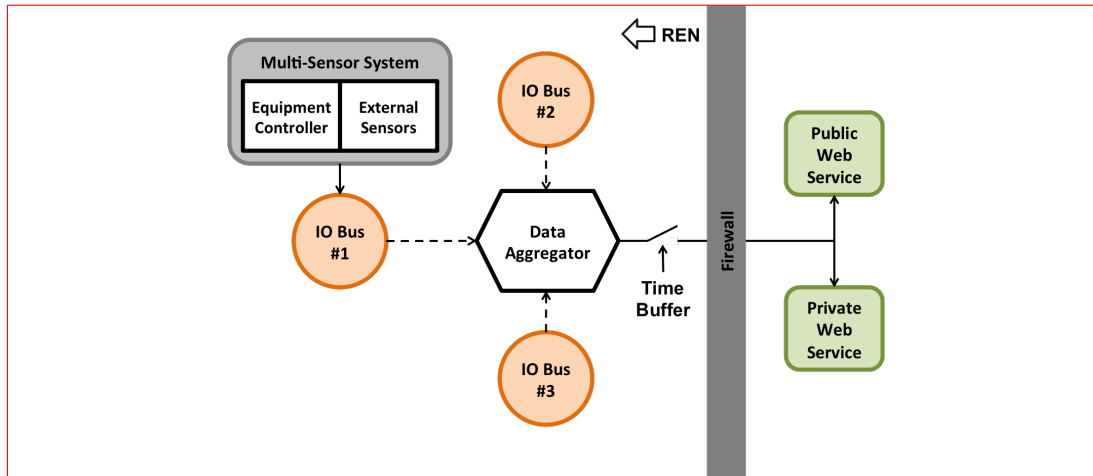 REN
Multi-Sensor System
Equipment
Controller
External
Sensors
IO Bus
#2
Public
Web
Service
IO Bus
#1
Data
Aggregator
Firewall
Time
Buffer
Private
Web
Service
IO Bus
#3